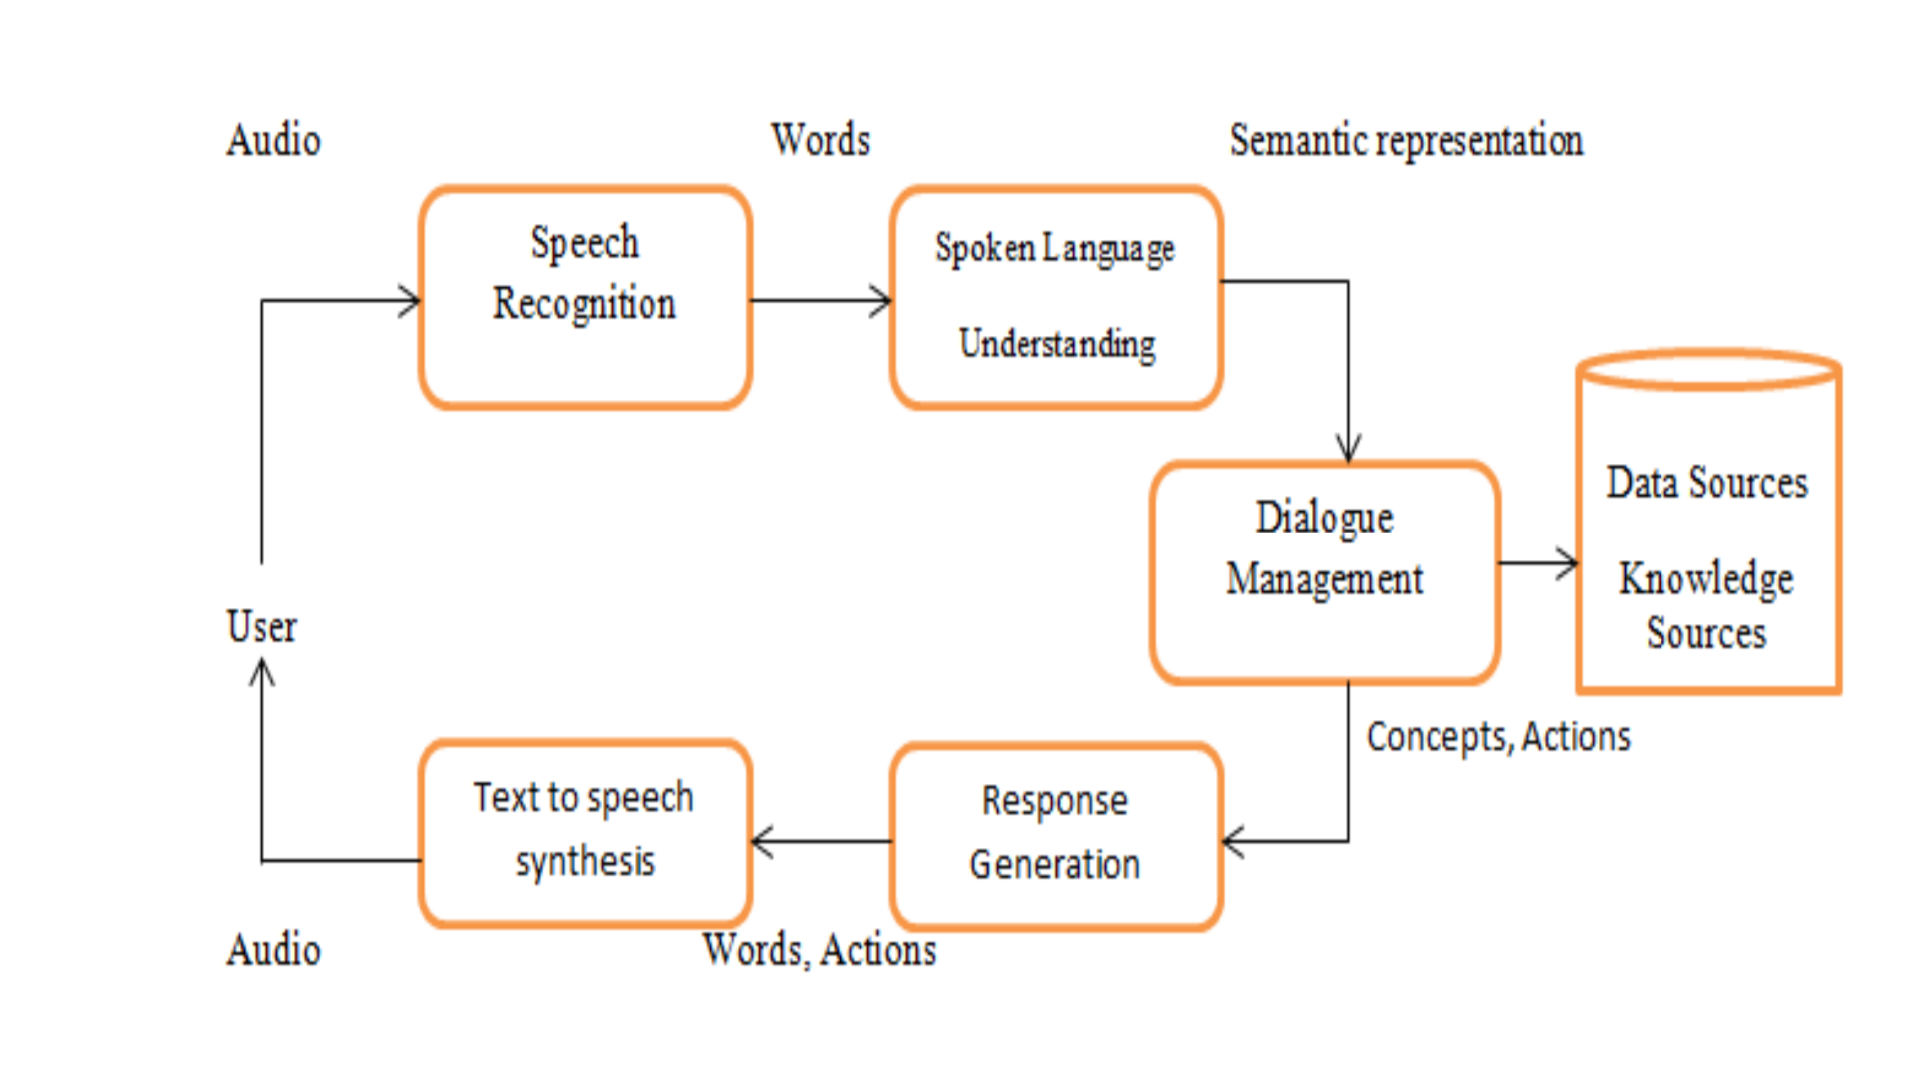 Audio
Words
Semantic representation
Speech
Recognition
Spoken Language
Understanding
Dialogue
Management
Data Sources
Knowledge
Sources
User
Concepts, Actions
Text to speech
synthesis
Response
Generation
Audio
Words, Actions